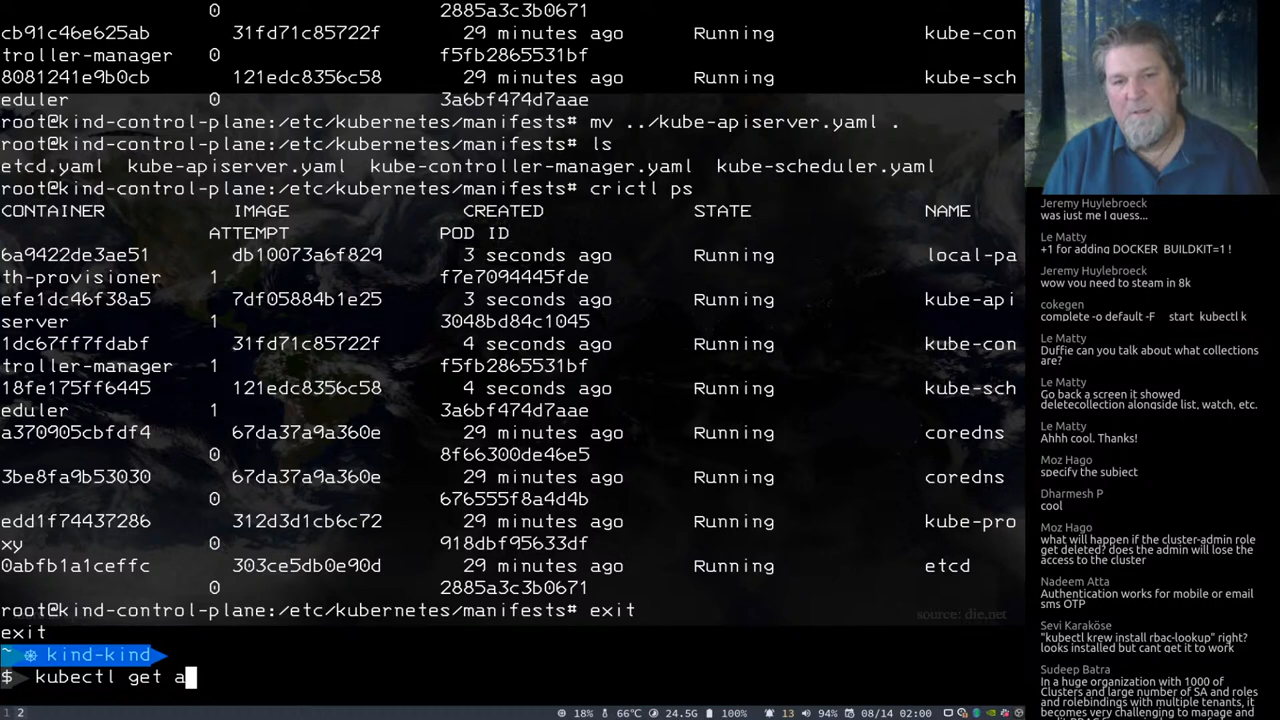 0                    2885a3c3b0671
cb91c46e625ab 31fd71c85722f 29 minutes ago Running kube-con
troller-manager 0 f5fb2865531bf
8081241e9b0cb 121edc8356c58 29 minutes ago Running kube-sch
eduler 0 3a6bf474d7aae
root@kind-control-plane:/etc/kubernetes/manifests# mv ../kube-apiserver.yaml .
root@kind-control-plane:/etc/kubernetes/manifests# ls
etcd.yaml kube-apiserver.yaml kube-controller-manager.yaml kube-scheduler.yaml
root@kind-control-plane:/etc/kubernetes/manifests# crictl ps
CONTAINER IMAGE CREATED STATE NAME
ATTEMPT POD ID
6a9422de3ae51 db10073a6f829 3 seconds ago Running local-pa
th-provisioner 1 f7e7094445fde
efe1dc46f38a5 7df05884b1e25 3 seconds ago Running kube-api
server 1 3048bd84c1045
1dc67ff7fdabf 31fd71c85722f 4 seconds ago Running kube-con
troller-manager 1 f5fb2865531bf
18fe175ff6445 121edc8356c58 4 seconds ago Running kube-sch
eduler 1 3a6bf474d7aae
a370905cbfdf4 67da37a9a360e 29 minutes ago Running coredns
0 8f66300de46e5
3be8fa9b53030 67da37a9a360e 29 minutes ago Running coredns
0 676555f8a4d4b
edd1f74437286 312d3d1cb6c72 29 minutes ago Running kube-pro
xy 0 918dbf95633df
0abfb1a1ceffc 303ce5db0e90d 29 minutes ago Running etcd
0 2885a3c3b0671
root@kind-control-plane:/etc/kubernetes/manifests# exit
source: die.net
exit
~ ⎈ kind-kind
$ kubectl get a
1 2
18% 66℃ 24.5G 100% 13 94% 08/14 02:00
Jeremy Huylebroeck
was just me I guess...
Le Matty
+1 for adding DOCKER_BUILDKIT=1 !
Jeremy Huylebroeck
wow you need to steam in 8k
cokegen
complete -o default -F __start_kubectl k
Le Matty
Duffie can you talk about what collections
are?
Le Matty
Go back a screen it showed
deletecollection alongside list, watch, etc.
Le Matty
Ahhh cool. Thanks!
Moz Hago
specify the subject
Dharmesh P
cool
Moz Hago
what will happen if the cluster-admin role
get deleted? does the admin will lose the
access to the cluster
Nadeem Atta
Authentication works for mobile or email
sms OTP
Sevi Karaköse
"kubectl krew install rbac-lookup" right?
looks installed but cant get it to work
Sudeep Batra
In a huge organization with 1000 of
Clusters and large number of SA and roles
and rolebindings with multiple tenants, it
becomes very challenging to manage and